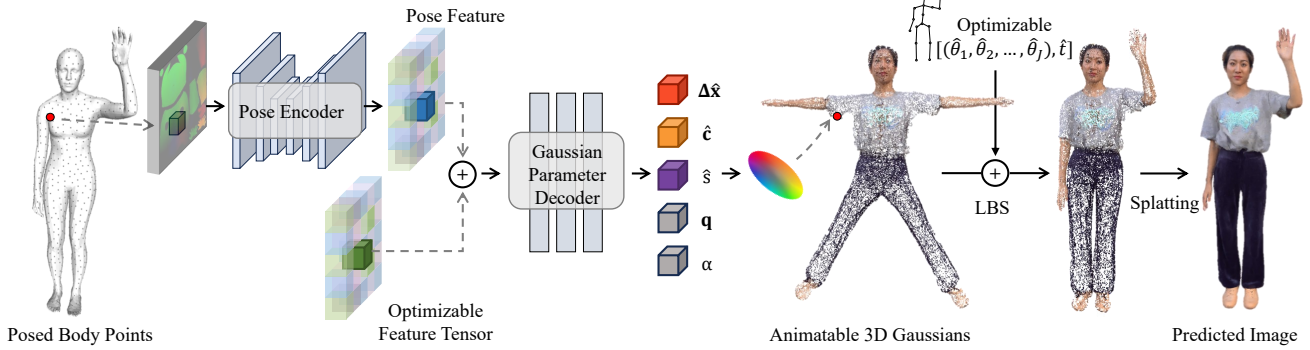 Pose Feature
Optimizable
[(θ̂₁, θ̂₂, ..., θ̂_J), t̂]
Pose Encoder
Δx̂
ĉ
ŝ
q
α
Gaussian
Parameter
Decoder
+
+
LBS
Splatting
Posed Body Points
Optimizable
Feature Tensor
Animatable 3D Gaussians
Predicted Image